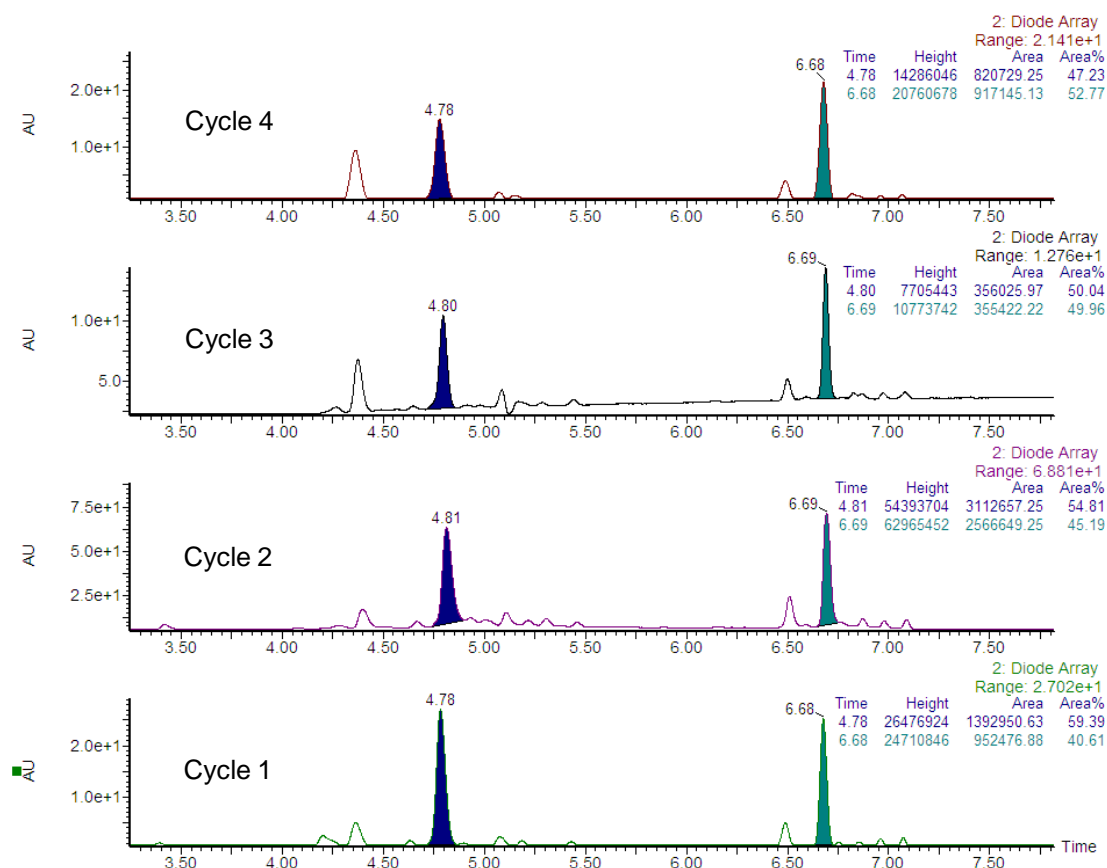 2: Diode Array
Range: 2.141e+1
Time Height Area Area%
4.78 14286046 820729.25 47.23
6.68 20760678 917145.13 52.77
6.68
4.78
AU
2.0e+1
1.0e+1
Cycle 4
3.50 4.00 4.50 5.00 5.50 6.00 6.50 7.00 7.50
2: Diode Array
Range: 1.276e+1
Time Height Area Area%
4.80 7705443 356025.97 50.04
6.69 10773742 355422.22 49.96
6.69
4.80
AU
1.0e+1
5.0
Cycle 3
3.50 4.00 4.50 5.00 5.50 6.00 6.50 7.00 7.50
2: Diode Array
Range: 6.881e+1
Time Height Area Area%
4.81 54393704 3112657.25 54.81
6.69 62965452 2566649.25 45.19
6.69
4.81
AU
7.5e+1
5.0e+1
2.5e+1
Cycle 2
3.50 4.00 4.50 5.00 5.50 6.00 6.50 7.00 7.50
2: Diode Array
Range: 2.702e+1
Time Height Area Area%
4.78 26476924 1392950.63 59.39
6.68 24710846 952476.88 40.61
6.68
4.78
AU
2.0e+1
1.0e+1
Cycle 1
Time
3.50 4.00 4.50 5.00 5.50 6.00 6.50 7.00 7.50